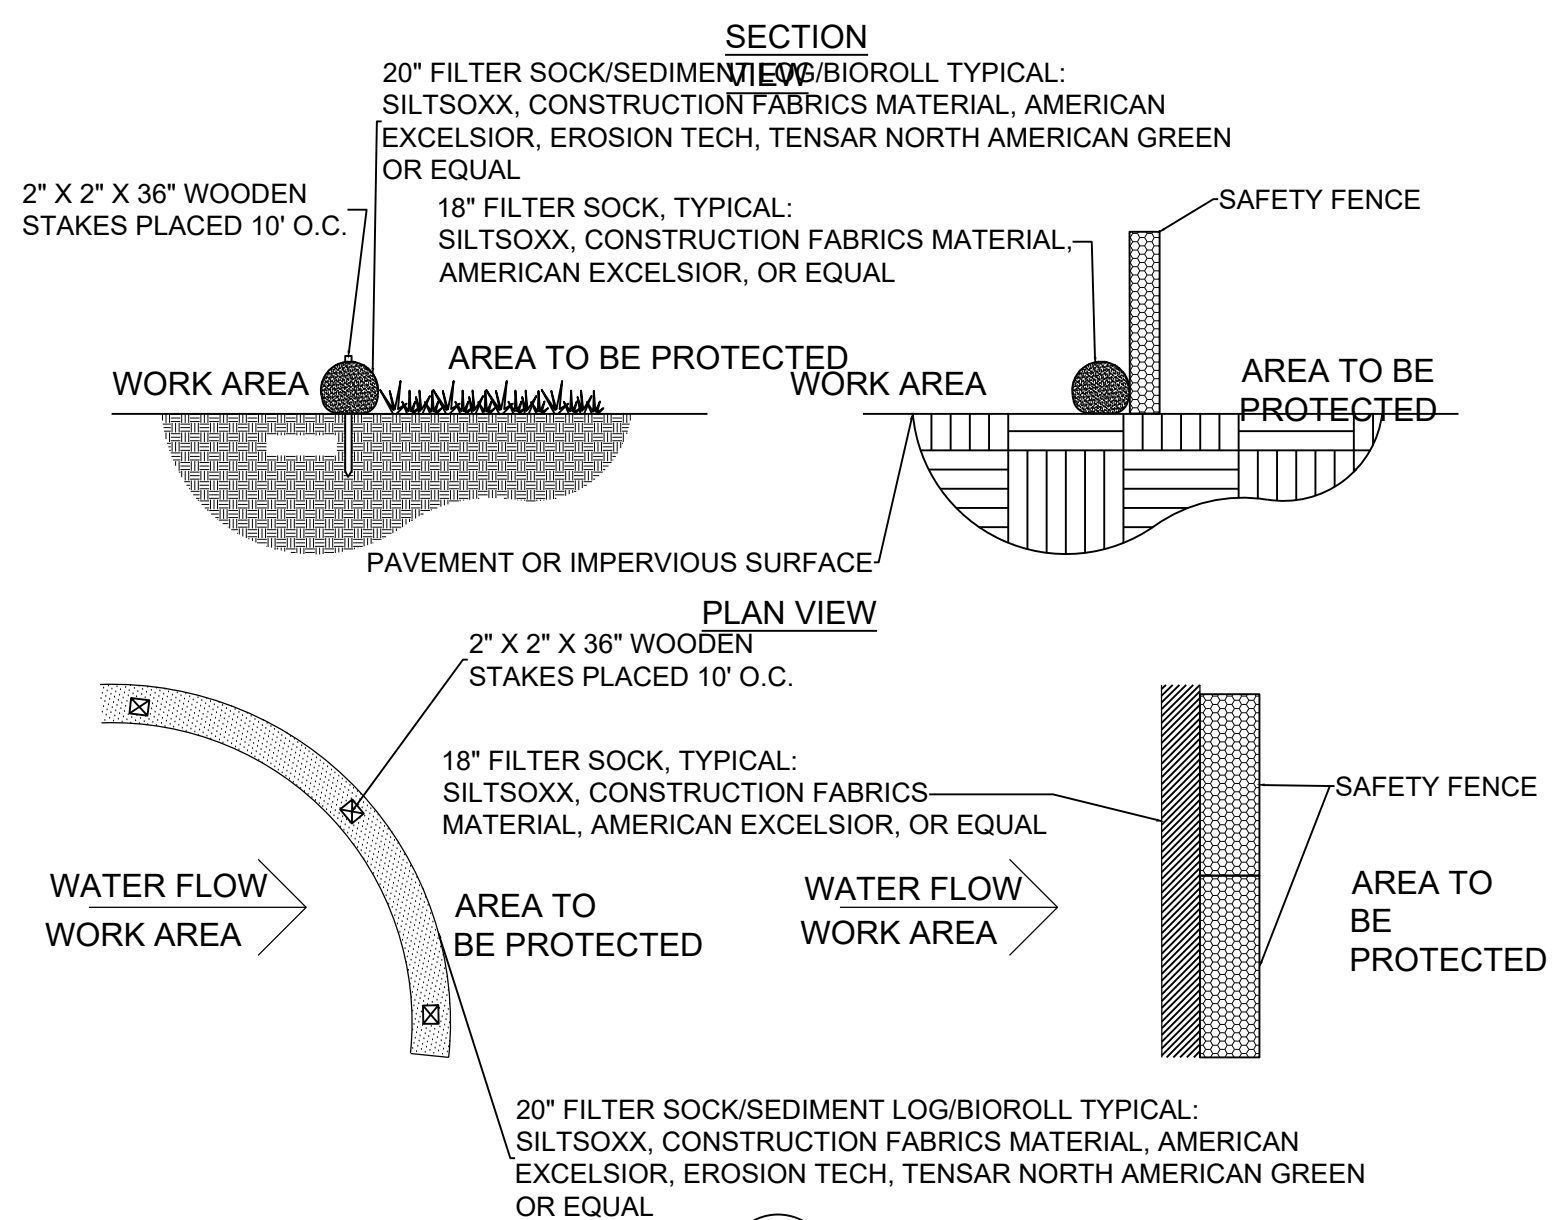 SECTION
VIEW
20" FILTER SOCK/SEDIMENT LOG/BIOROLL TYPICAL:
SILTSOXX, CONSTRUCTION FABRICS MATERIAL, AMERICAN
EXCELSIOR, EROSION TECH, TENSAR NORTH AMERICAN GREEN
OR EQUAL
2" X 2" X 36" WOODEN
STAKES PLACED 10' O.C.
18" FILTER SOCK, TYPICAL:
SILTSOXX, CONSTRUCTION FABRICS MATERIAL,
AMERICAN EXCELSIOR, OR EQUAL
SAFETY FENCE
WORK AREA
AREA TO BE PROTECTED
WORK AREA
AREA TO BE
PROTECTED
PAVEMENT OR IMPERVIOUS SURFACE
PLAN VIEW
2" X 2" X 36" WOODEN
STAKES PLACED 10' O.C.
18" FILTER SOCK, TYPICAL:
SILTSOXX, CONSTRUCTION FABRICS
MATERIAL, AMERICAN EXCELSIOR, OR EQUAL
SAFETY FENCE
WATER FLOW
WORK AREA
AREA TO
BE PROTECTED
WATER FLOW
WORK AREA
AREA TO
BE
PROTECTED
20" FILTER SOCK/SEDIMENT LOG/BIOROLL TYPICAL:
SILTSOXX, CONSTRUCTION FABRICS MATERIAL, AMERICAN
EXCELSIOR, EROSION TECH, TENSAR NORTH AMERICAN GREEN
OR EQUAL